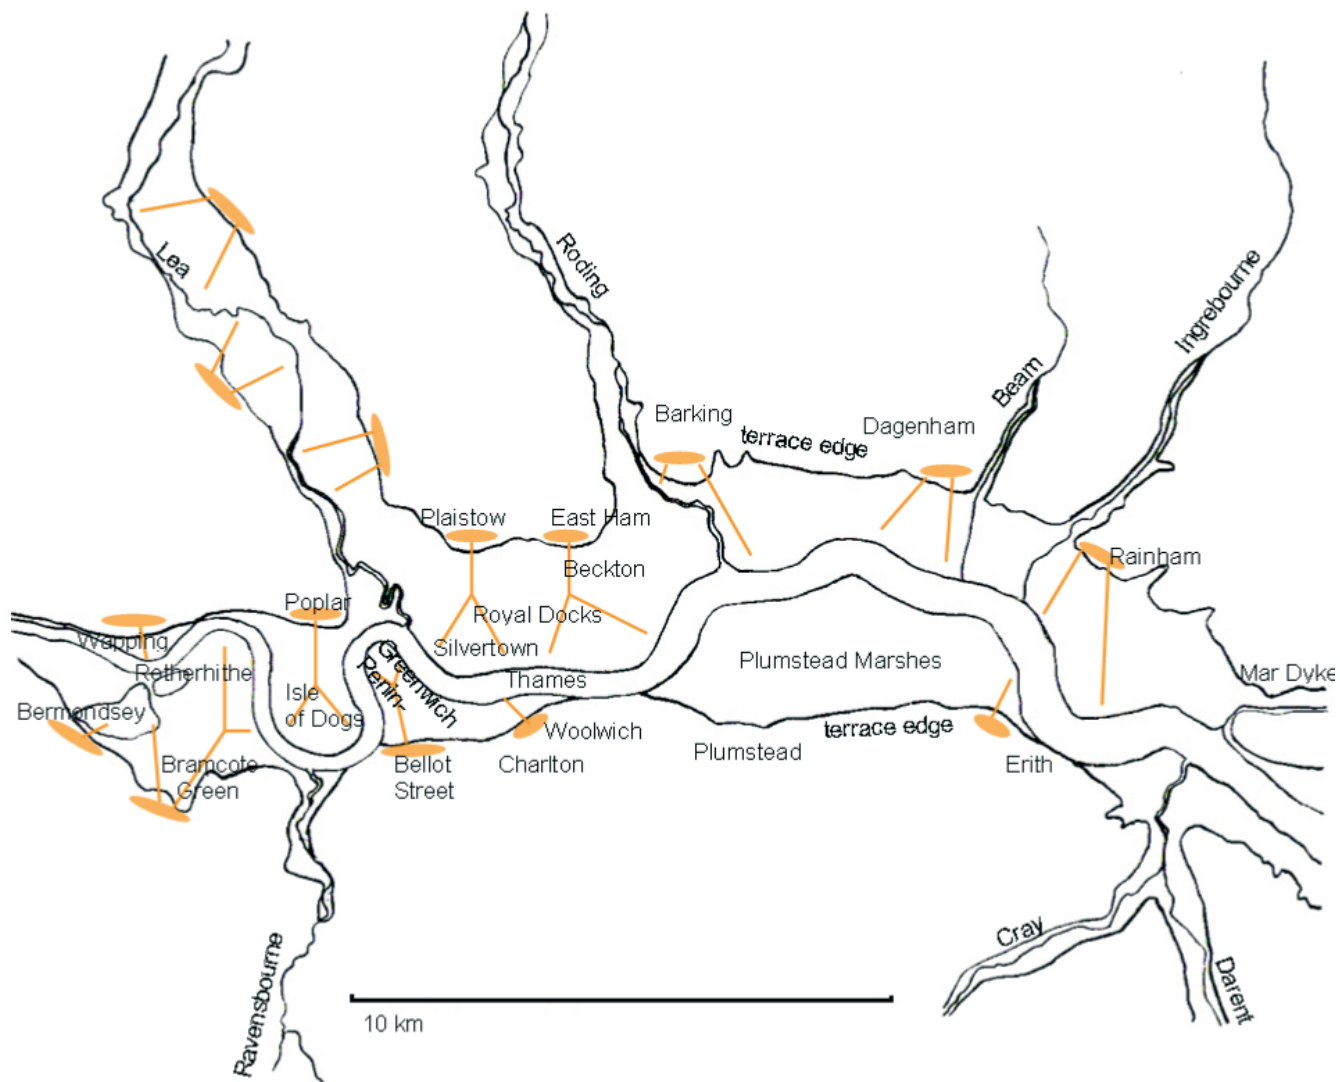 Lea
Roding
Ingrebourne
Beam
Barking
terrace edge
Dagenham
Plaistow
East Ham
Beckton
Rainham
Poplar
Royal Docks
Wapping
Silvertown
Retherhithe
Greenwich
Penin-
Thames
Plumstead Marshes
Mar Dyke
Isle
of Dogs
Bermondsey
Woolwich
terrace edge
Plumstead
Bramcote
Green
Bellot
Street
Charlton
Erith
Cray
Darent
Ravensbourne
10 km